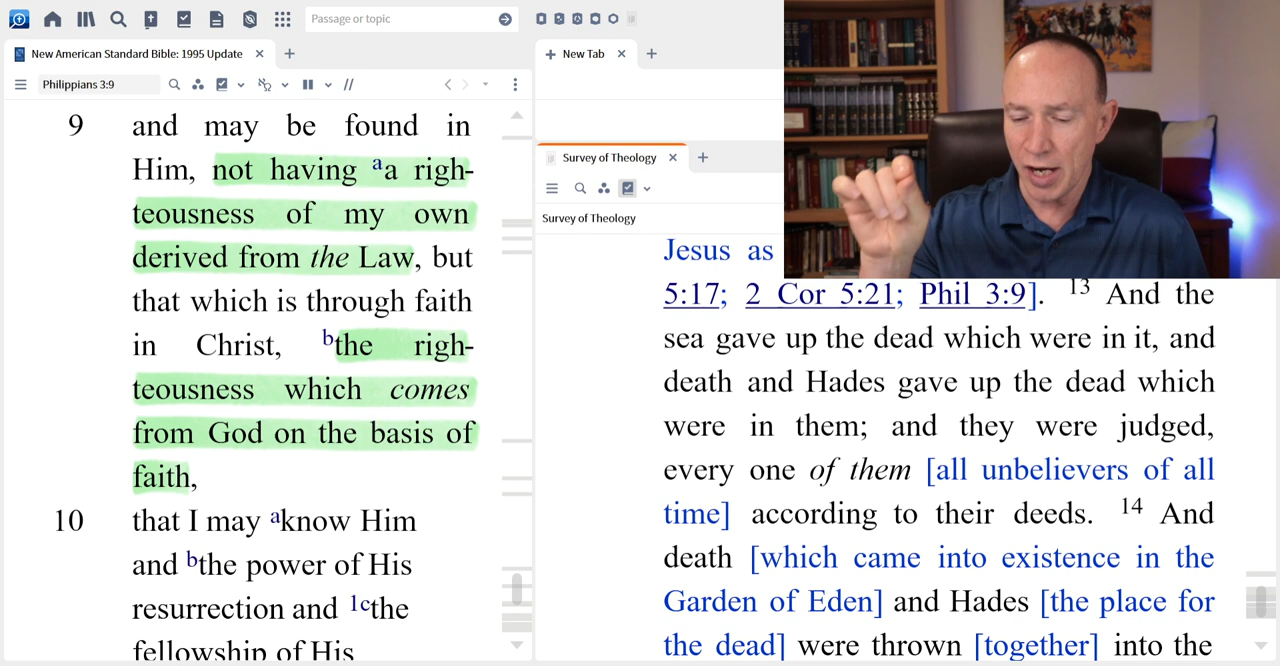 Passage or topic
New American Standard Bible: 1995 Update
Philippians 3:9
9 and may be found in
Him, not having aa righ-
teousness of my own
derived from the Law, but
that which is through faith
in Christ, bthe righ-
teousness which comes
from God on the basis of
faith,
10 that I may aknow Him
and bthe power of His
resurrection and 1cthe
fellowship of His
New Tab
Survey of Theology
Survey of Theology
Jesus as
5:17; 2 Cor 5:21; Phil 3:9]. 13 And the
sea gave up the dead which were in it, and
death and Hades gave up the dead which
were in them; and they were judged,
every one of them [all unbelievers of all
time] according to their deeds. 14 And
death [which came into existence in the
Garden of Eden] and Hades [the place for
the dead] were thrown [together] into the